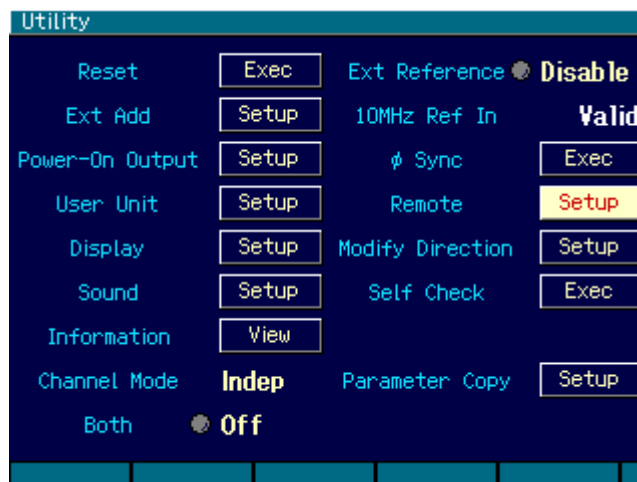 Utility
Reset Exec Ext Reference Disable
Ext Add Setup 10MHz Ref In Valid
Power-On Output Setup ϕ Sync Exec
User Unit Setup Remote Setup
Display Setup Modify Direction Setup
Sound Setup Self Check Exec
Information View
Channel Mode Indep Parameter Copy Setup
Both Off